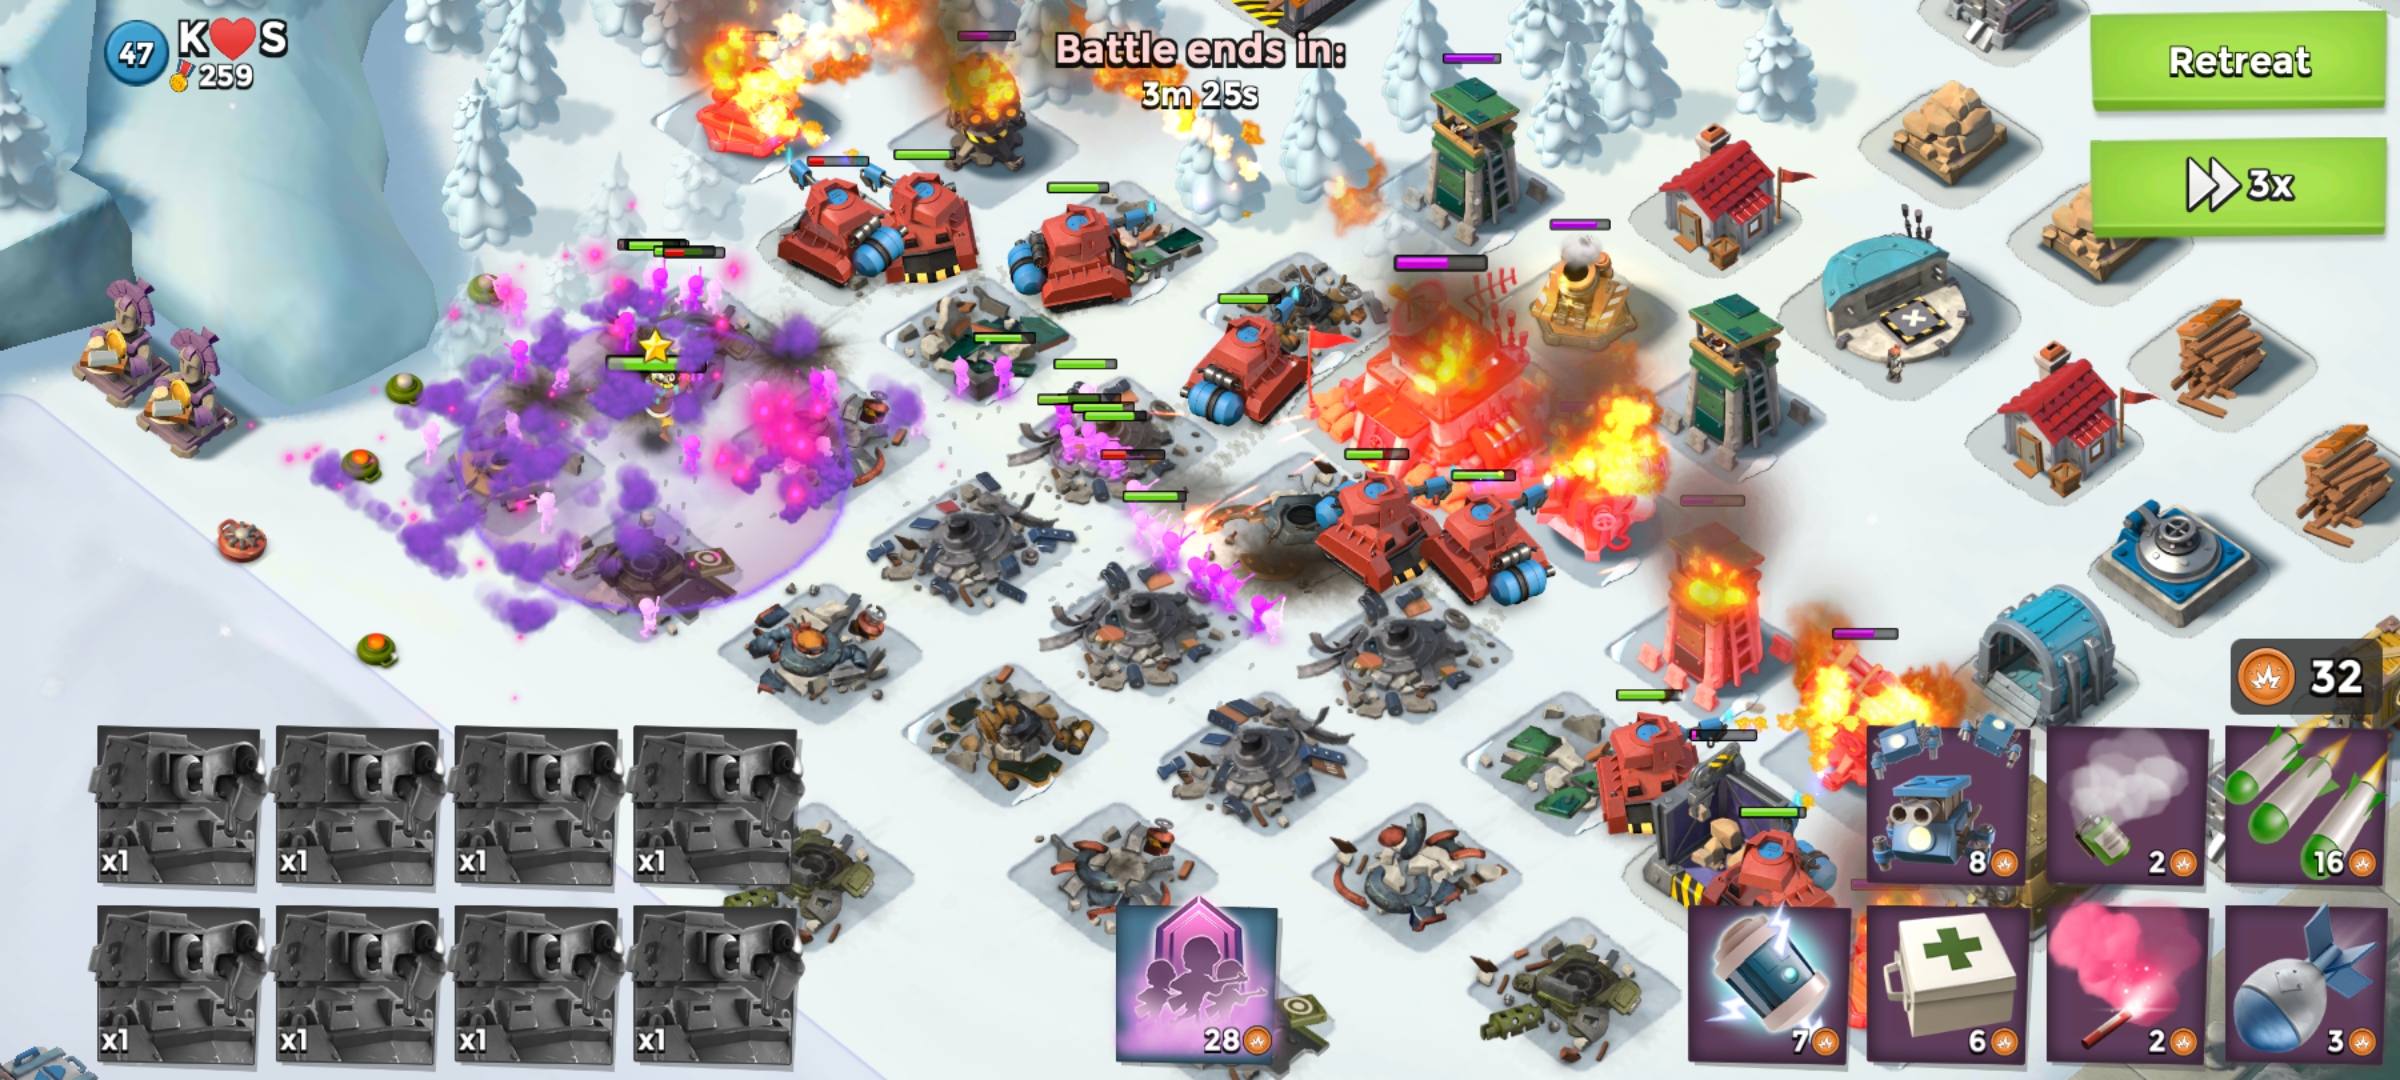 47
K❤️S
259
Battle ends in:
3m 25s
Retreat
3x
32
x1 x1 x1 x1
8 2 16
x1 x1 x1 x1
28
7 6 2 3